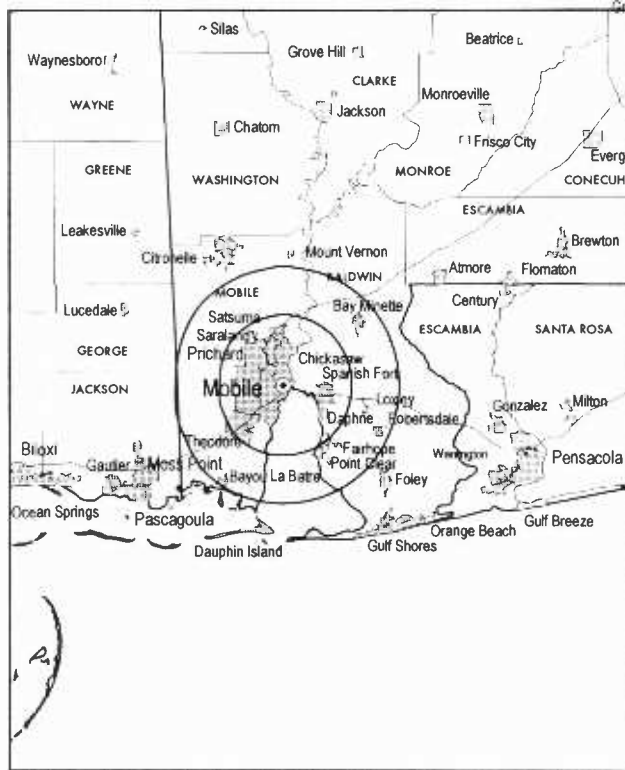 Silas
Beatrice
Waynesboro
Grove Hill
CLARKE
WAYNE
Jackson
Monroeville
Chatom
Frisco City
Everg
GREENE
WASHINGTON
MONROE
CONECUH
ESCAMBIA
Leakesville
Brewton
Citronelle
Mount Vernon
BALDWIN
Atmore
Flomaton
MOBILE
Century
Bay Minette
Lucedale
Satsuma
ESCAMBIA
SANTA ROSA
Saraland
GEORGE
Prichard
Chickasaw
Spanish Fort
JACKSON
Mobile
Loxley
Gonzalez
Milton
Daphne
Robertsdale
Theodore
Biloxi
Fairhope
Warrington
Pensacola
Gautier
Moss Point
Point Clear
Bayou La Batre
Foley
Ocean Springs
Pascagoula
Orange Beach
Gulf Breeze
Dauphin Island
Gulf Shores